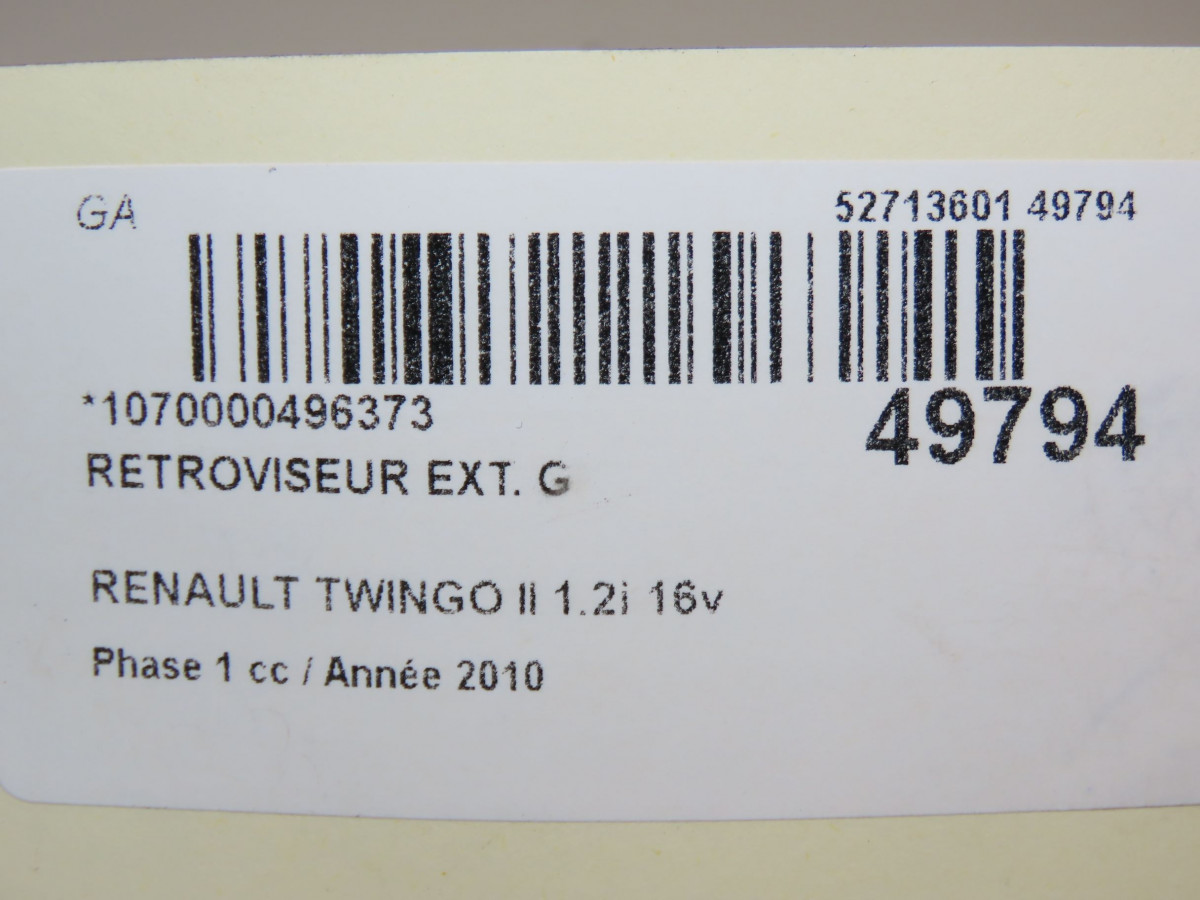 GA
52713601 49794
*1070000496373
49794
RETROVISEUR EXT. G
RENAULT TWINGO II 1.2i 16v
Phase 1 cc / Année 2010